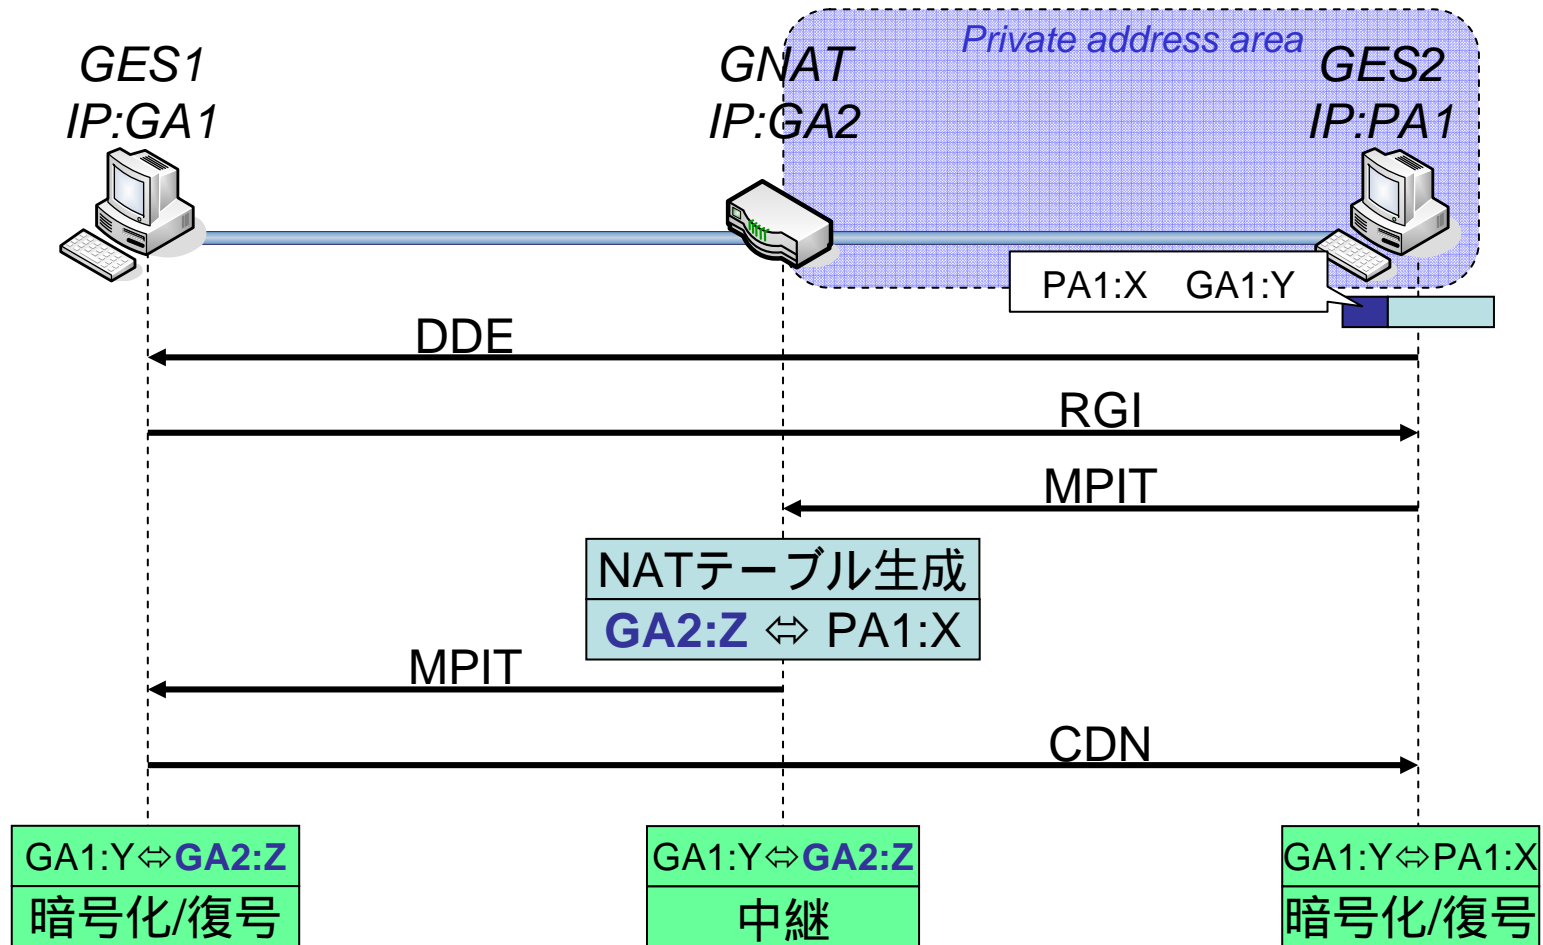 Private address area
GES1
IP:GA1
GNAT
IP:GA2
GES2
IP:PA1
PA1:X GA1:Y
DDE
RGI
MPIT
NATテーブル生成
GA2:Z ⇔ PA1:X
MPIT
CDN
GA1:Y⇔GA2:Z
暗号化/復号
GA1:Y⇔GA2:Z
中継
GA1:Y⇔PA1:X
暗号化/復号